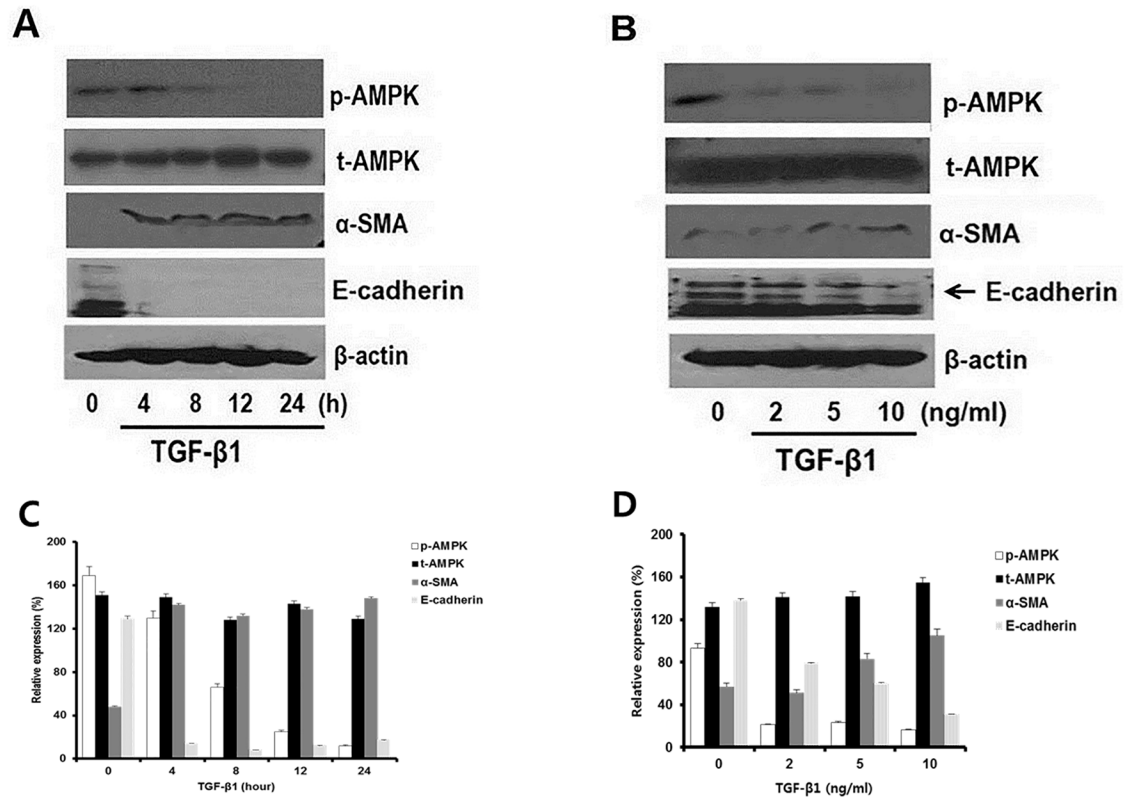 A
p-AMPK
t-AMPK
α-SMA
E-cadherin
β-actin
0 4 8 12 24 (h)
TGF-β1
B
p-AMPK
t-AMPK
α-SMA
E-cadherin
β-actin
0 2 5 10 (ng/ml)
TGF-β1
C
Relative expression (%)
200
160
120
80
40
0
0 4 8 12 24
TGF-β1 (hour)
p-AMPK
t-AMPK
α-SMA
E-cadherin
D
Relative expression (%)
200
160
120
80
40
0
0 2 5 10
TGF-β1 (ng/ml)
p-AMPK
t-AMPK
α-SMA
E-cadherin